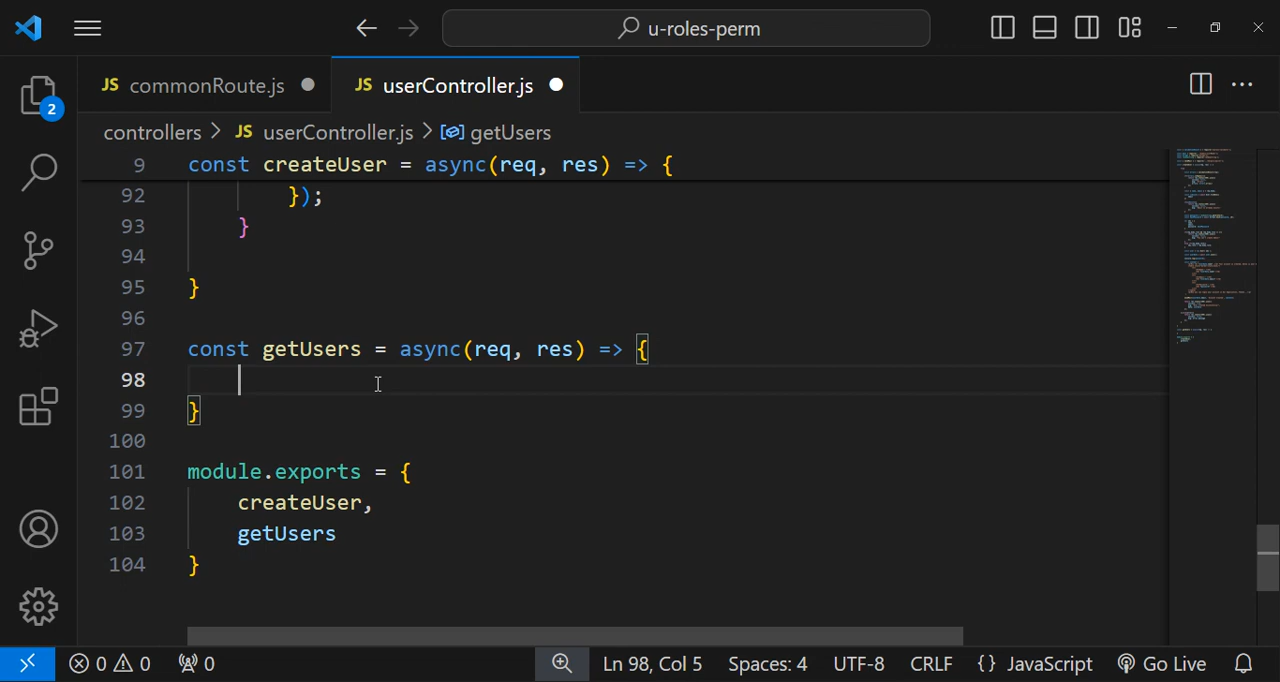 u-roles-perm
JS commonRoute.js
JS userController.js
2
controllers > JS userController.js > getUsers
9 const createUser = async(req, res) => {
92 });
93 }
94
95 }
96
97 const getUsers = async(req, res) => {
98
99 }
100
101 module.exports = {
102 createUser,
103 getUsers
104 }
0 0 0 Ln 98, Col 5 Spaces: 4 UTF-8 CRLF {} JavaScript Go Live